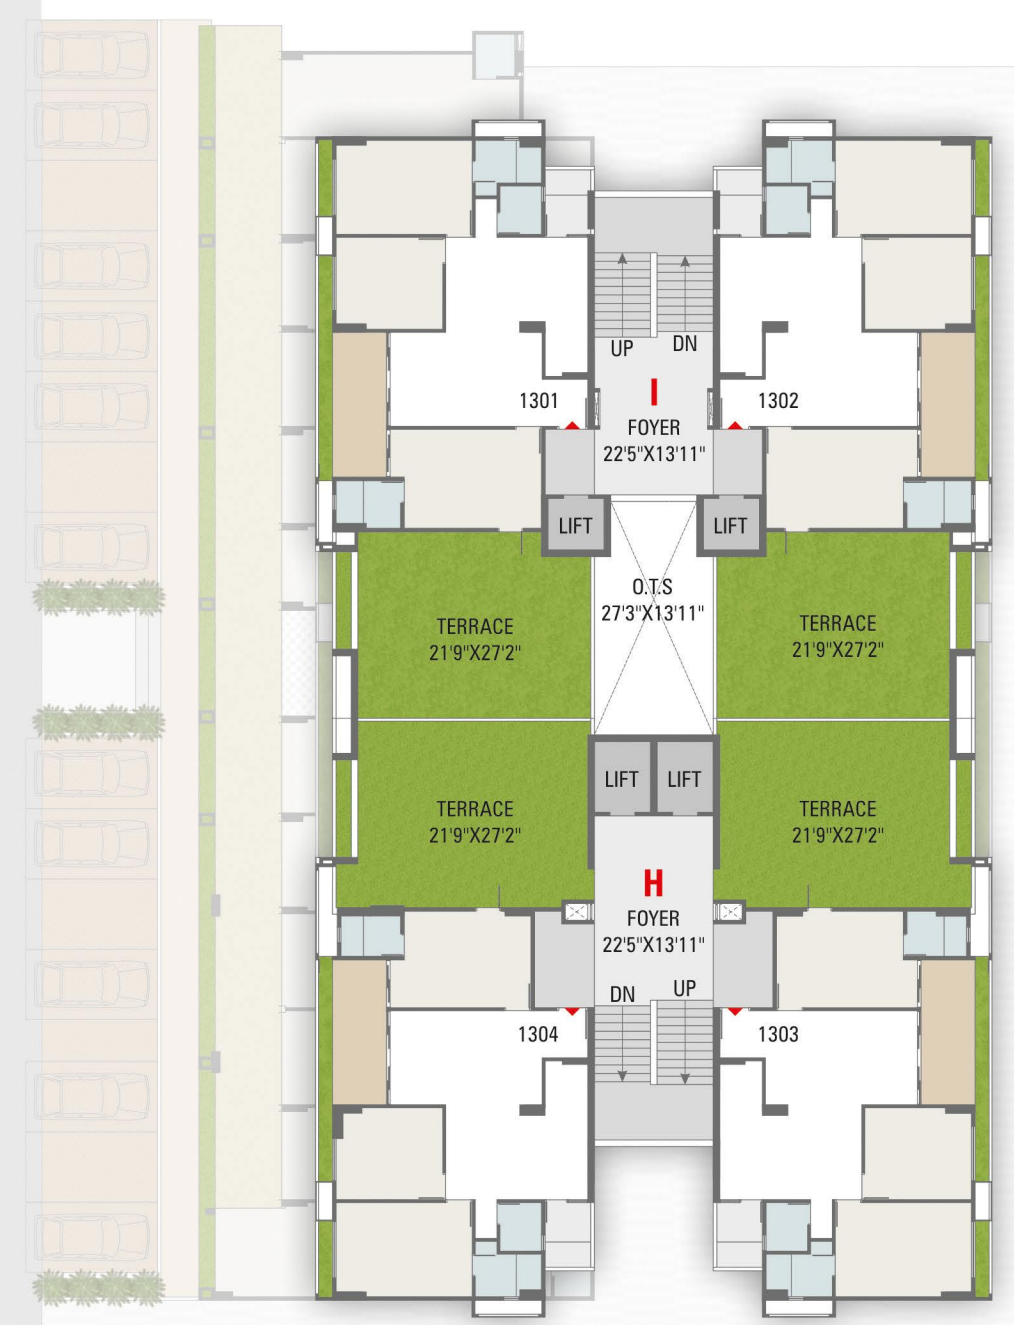 UP
DN
I
1301
1302
FOYER
22'5"X13'11"
LIFT
LIFT
O.T.S
27'3"X13'11"
TERRACE
21'9"X27'2"
TERRACE
21'9"X27'2"
LIFT
LIFT
TERRACE
21'9"X27'2"
TERRACE
21'9"X27'2"
H
FOYER
22'5"X13'11"
DN
UP
1304
1303